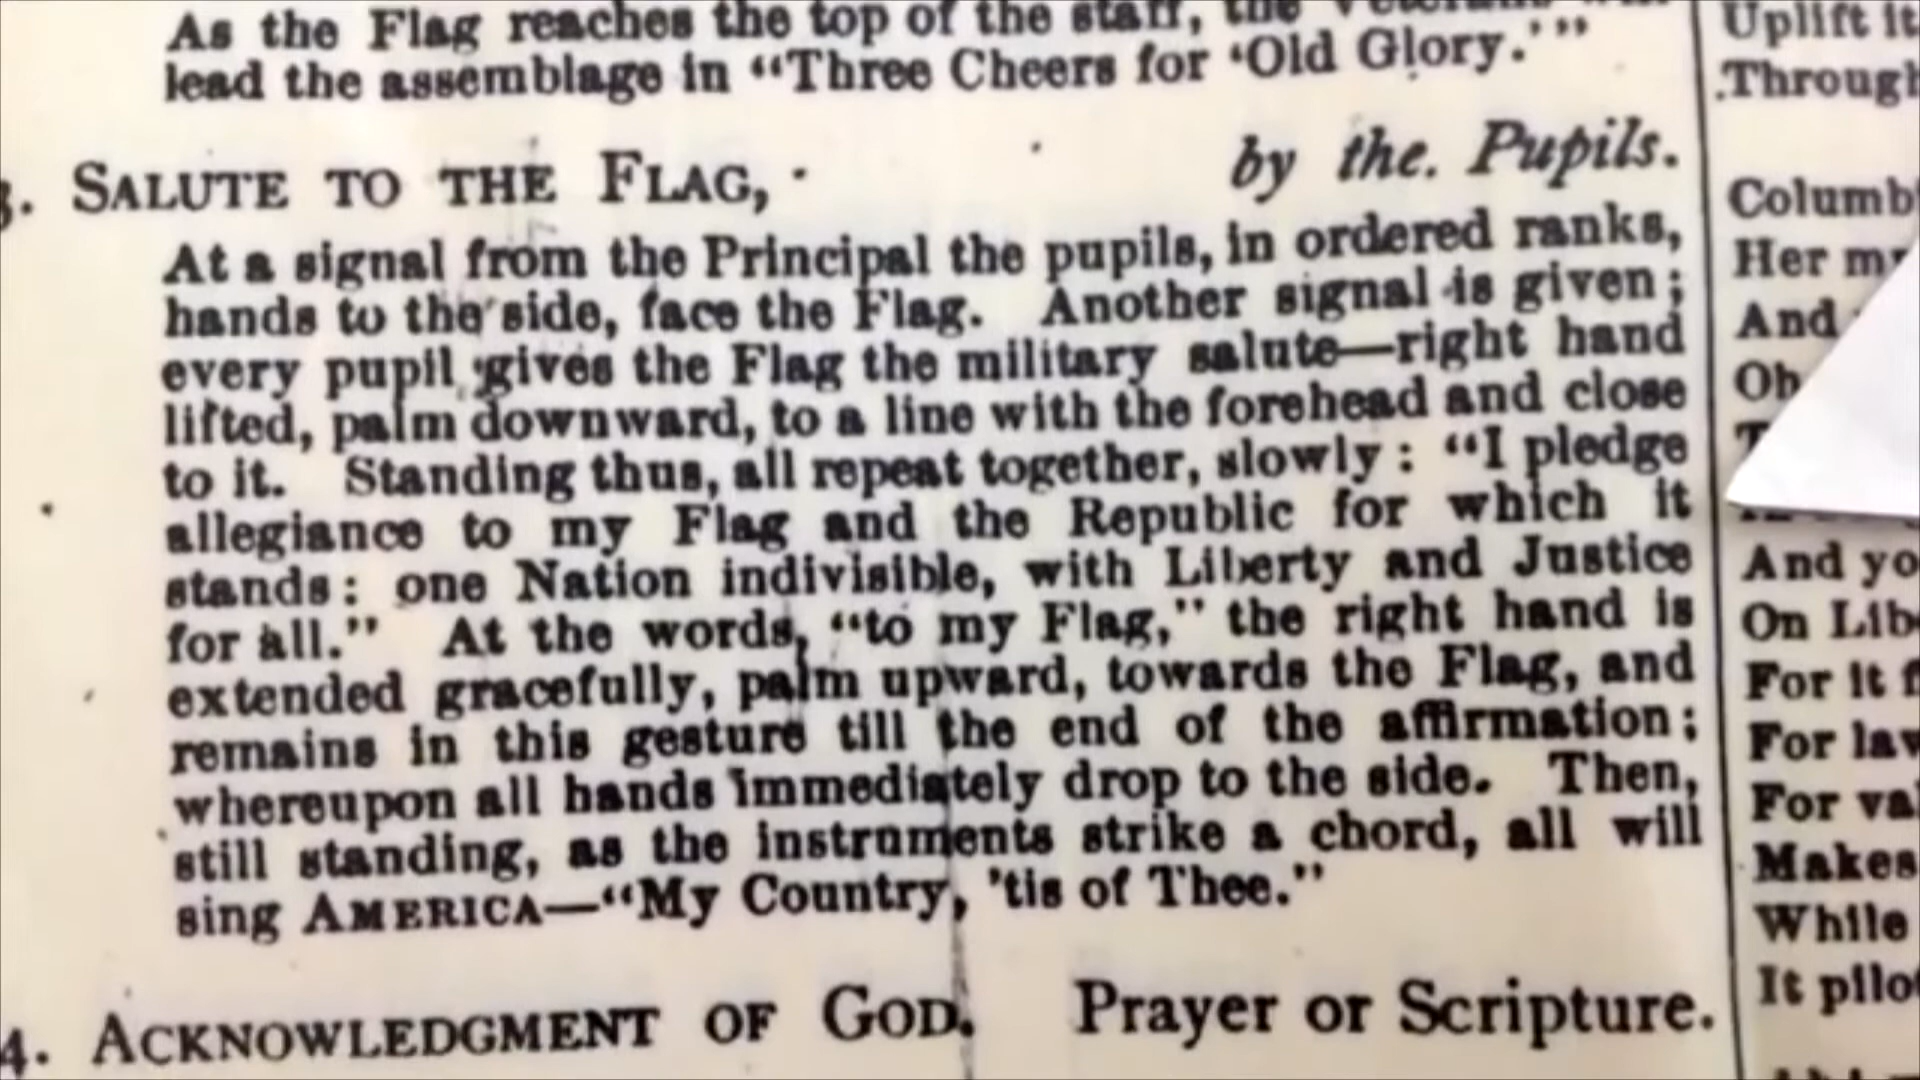 As the Flag reaches the top of the staff, the Veterans will
lead the assemblage in “Three Cheers for ‘Old Glory.’”
3. SALUTE TO THE FLAG, by the. Pupils.
At a signal from the Principal the pupils, in ordered ranks,
hands to the side, face the Flag. Another signal is given;
every pupil gives the Flag the military salute—right hand
lifted, palm downward, to a line with the forehead and close
to it. Standing thus, all repeat together, slowly: “I pledge
allegiance to my Flag and the Republic for which it
stands: one Nation indivisible, with Liberty and Justice
for all.” At the words, “to my Flag,” the right hand is
extended gracefully, palm upward, towards the Flag, and
remains in this gesture till the end of the affirmation;
whereupon all hands immediately drop to the side. Then,
still standing, as the instruments strike a chord, all will
sing AMERICA—“My Country, ’tis of Thee.”
4. ACKNOWLEDGMENT OF GOD. Prayer or Scripture.
Uplift it
Through
Columb
Her my
And
Oh
And yo
On Lib
For it f
For law
For val
Makes
While
It pilo